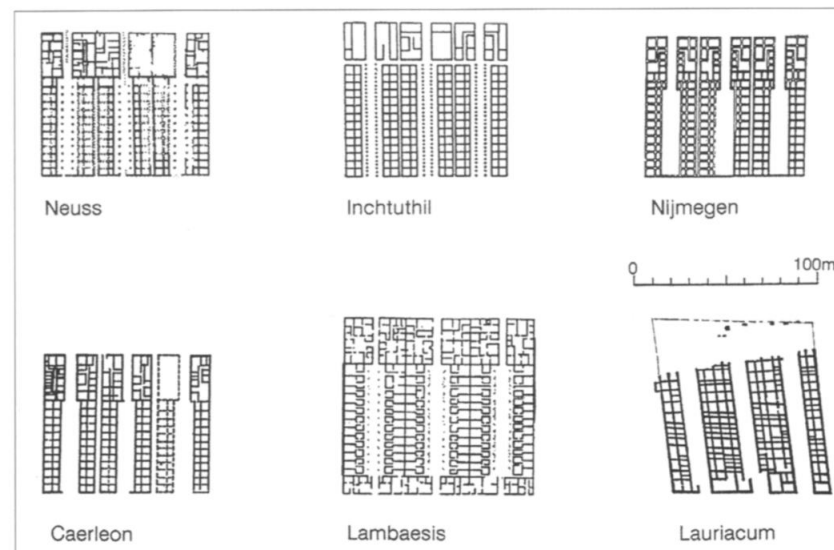 Neuss
Inchtuthil
Nijmegen
0 100m
Caerleon
Lambaesis
Lauriacum